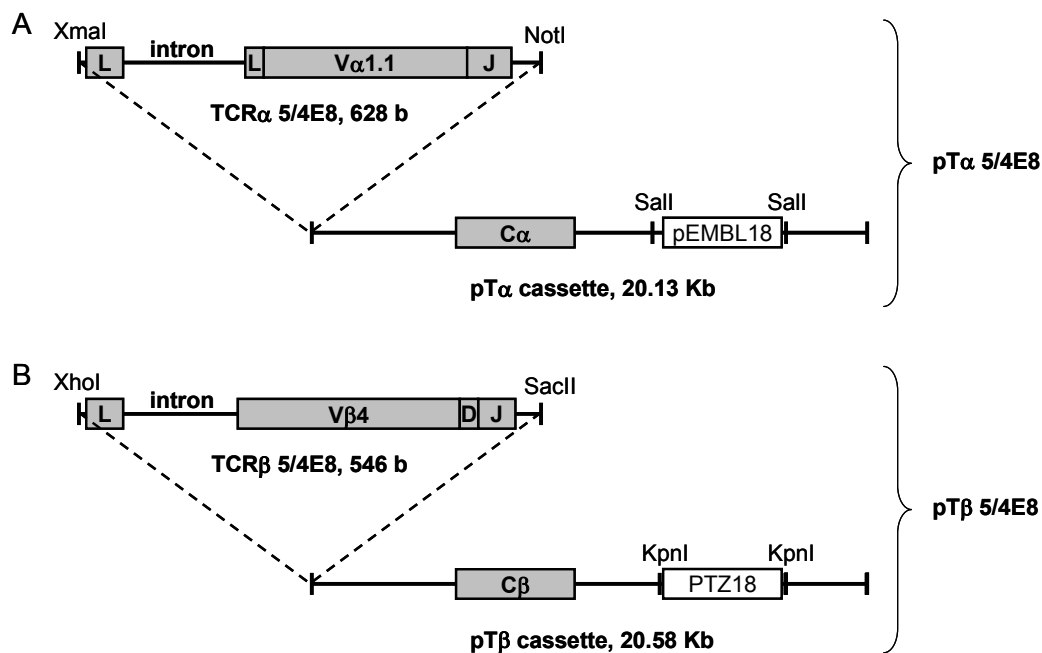 A
XmaI
NotI
L
intron
L
Vα1.1
J
TCRα 5/4E8, 628 b
pTα 5/4E8
SalI
SalI
Cα
pEMBL18
pTα cassette, 20.13 Kb
B
XhoI
SacII
L
intron
Vβ4
D
J
TCRβ 5/4E8, 546 b
pTβ 5/4E8
KpnI
KpnI
Cβ
PTZ18
pTβ cassette, 20.58 Kb